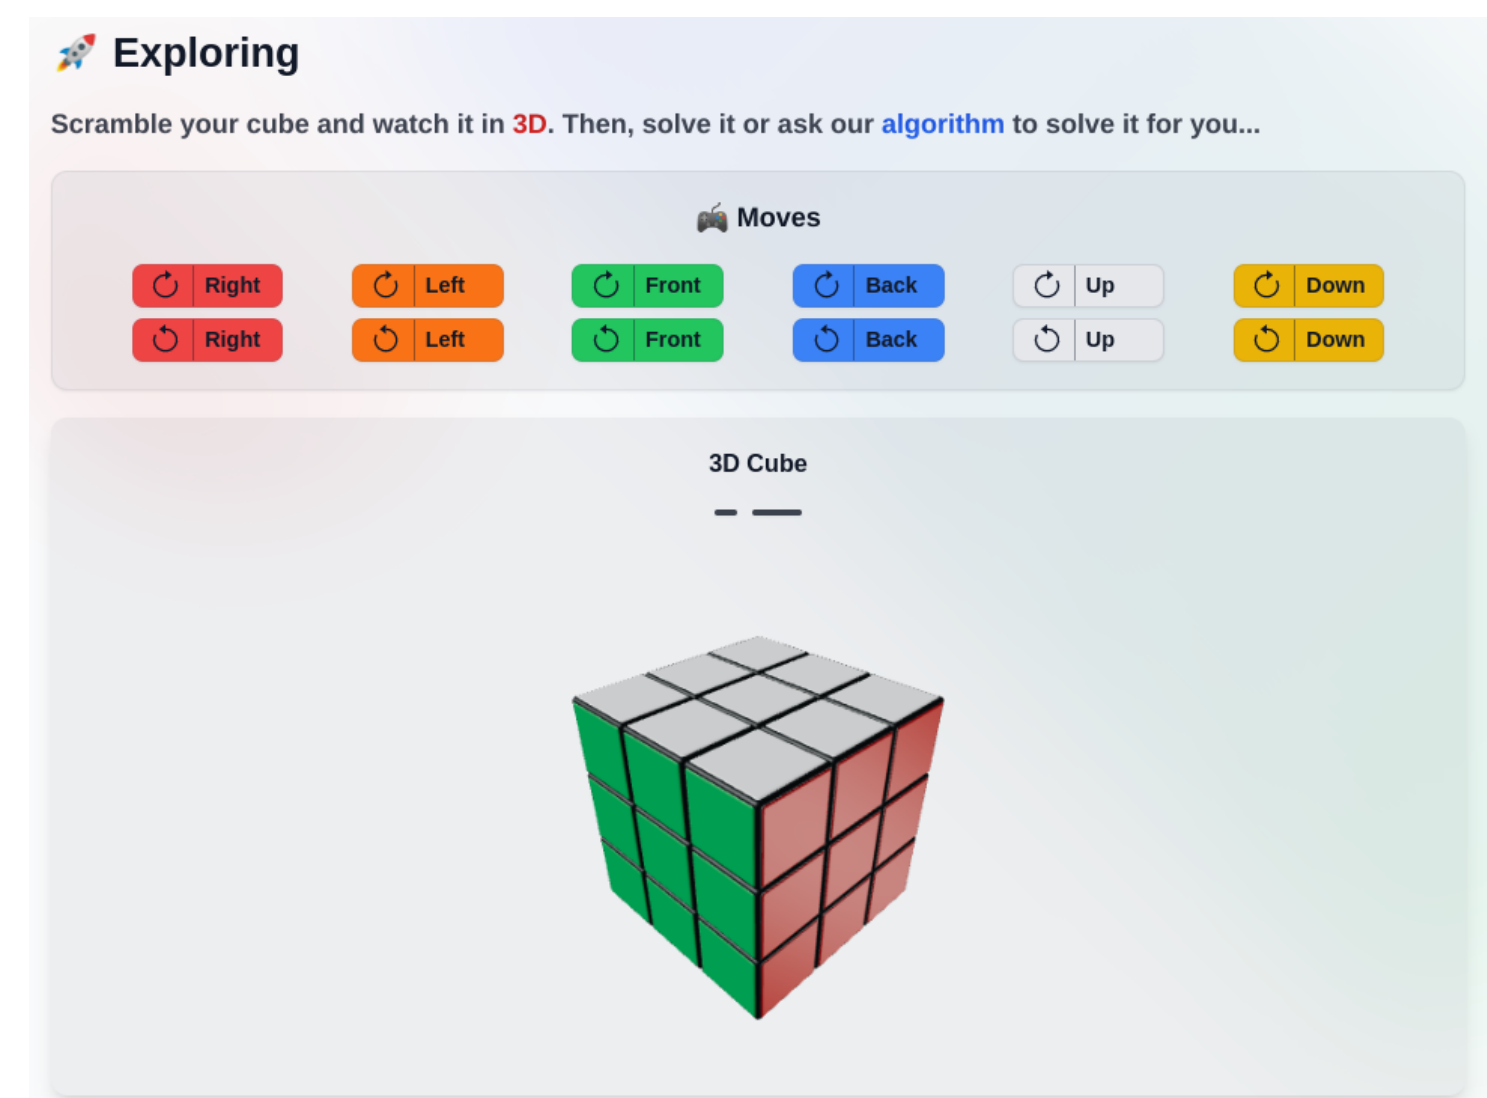 🚀 Exploring
Scramble your cube and watch it in 3D. Then, solve it or ask our algorithm to solve it for you...
🎮 Moves
Right Left Front Back Up Down
Right Left Front Back Up Down
3D Cube